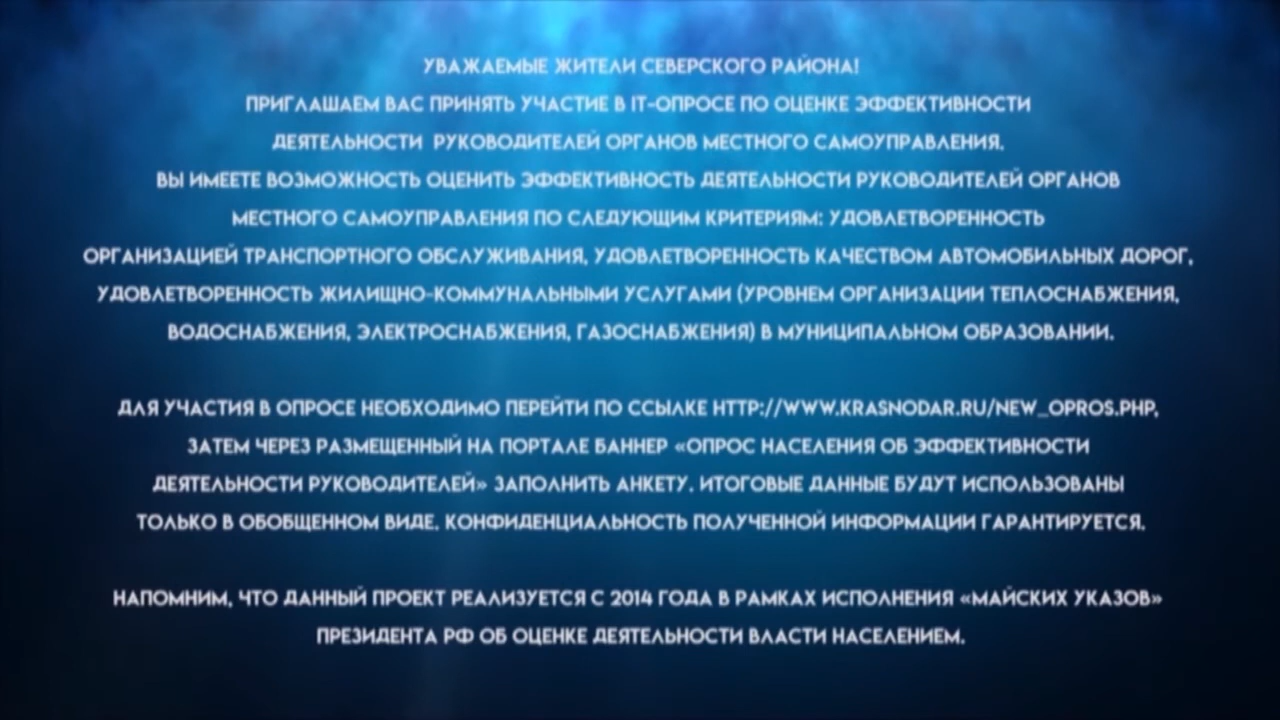 УВАЖАЕМЫЕ ЖИТЕЛИ СЕВЕРСКОГО РАЙОНА!
ПРИГЛАШАЕМ ВАС ПРИНЯТЬ УЧАСТИЕ В IT-ОПРОСЕ ПО ОЦЕНКЕ ЭФФЕКТИВНОСТИ
ДЕЯТЕЛЬНОСТИ РУКОВОДИТЕЛЕЙ ОРГАНОВ МЕСТНОГО САМОУПРАВЛЕНИЯ.
ВЫ ИМЕЕТЕ ВОЗМОЖНОСТЬ ОЦЕНИТЬ ЭФФЕКТИВНОСТЬ ДЕЯТЕЛЬНОСТИ РУКОВОДИТЕЛЕЙ ОРГАНОВ
МЕСТНОГО САМОУПРАВЛЕНИЯ ПО СЛЕДУЮЩИМ КРИТЕРИЯМ: УДОВЛЕТВОРЕННОСТЬ
ОРГАНИЗАЦИЕЙ ТРАНСПОРТНОГО ОБСЛУЖИВАНИЯ, УДОВЛЕТВОРЕННОСТЬ КАЧЕСТВОМ АВТОМОБИЛЬНЫХ ДОРОГ,
УДОВЛЕТВОРЕННОСТЬ ЖИЛИЩНО-КОММУНАЛЬНЫМИ УСЛУГАМИ (УРОВНЕМ ОРГАНИЗАЦИИ ТЕПЛОСНАБЖЕНИЯ,
ВОДОСНАБЖЕНИЯ, ЭЛЕКТРОСНАБЖЕНИЯ, ГАЗОСНАБЖЕНИЯ) В МУНИЦИПАЛЬНОМ ОБРАЗОВАНИИ.
ДЛЯ УЧАСТИЯ В ОПРОСЕ НЕОБХОДИМО ПЕРЕЙТИ ПО ССЫЛКЕ HTTP://WWW.KRASNODAR.RU/NEW_OPROS.PHP,
ЗАТЕМ ЧЕРЕЗ РАЗМЕЩЕННЫЙ НА ПОРТАЛЕ БАННЕР «ОПРОС НАСЕЛЕНИЯ ОБ ЭФФЕКТИВНОСТИ
ДЕЯТЕЛЬНОСТИ РУКОВОДИТЕЛЕЙ» ЗАПОЛНИТЬ АНКЕТУ. ИТОГОВЫЕ ДАННЫЕ БУДУТ ИСПОЛЬЗОВАНЫ
ТОЛЬКО В ОБОБЩЕННОМ ВИДЕ. КОНФИДЕНЦИАЛЬНОСТЬ ПОЛУЧЕННОЙ ИНФОРМАЦИИ ГАРАНТИРУЕТСЯ.
НАПОМНИМ, ЧТО ДАННЫЙ ПРОЕКТ РЕАЛИЗУЕТСЯ С 2014 ГОДА В РАМКАХ ИСПОЛНЕНИЯ «МАЙСКИХ УКАЗОВ»
ПРЕЗИДЕНТА РФ ОБ ОЦЕНКЕ ДЕЯТЕЛЬНОСТИ ВЛАСТИ НАСЕЛЕНИЕМ.